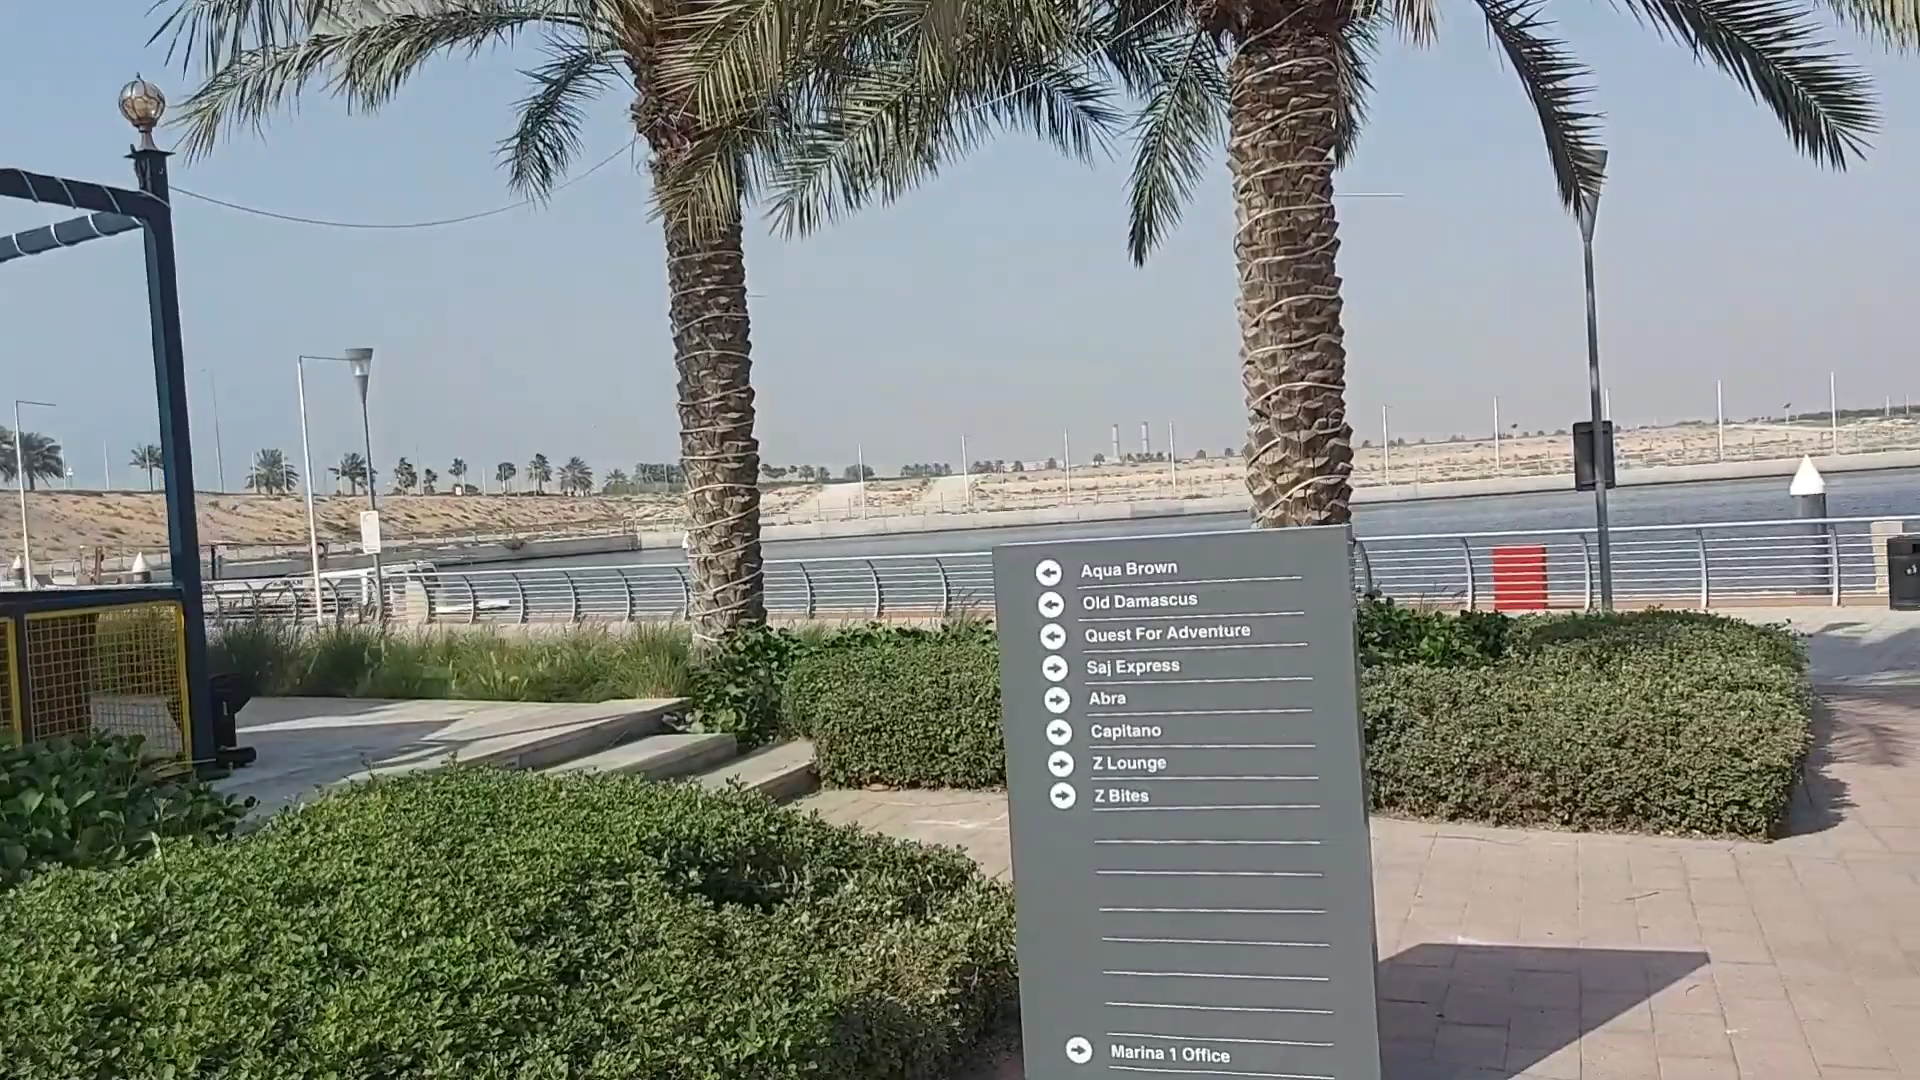 Aqua Brown
Old Damascus
Quest For Adventure
Saj Express
Abra
Capitano
Z Lounge
Z Bites
Marina 1 Office